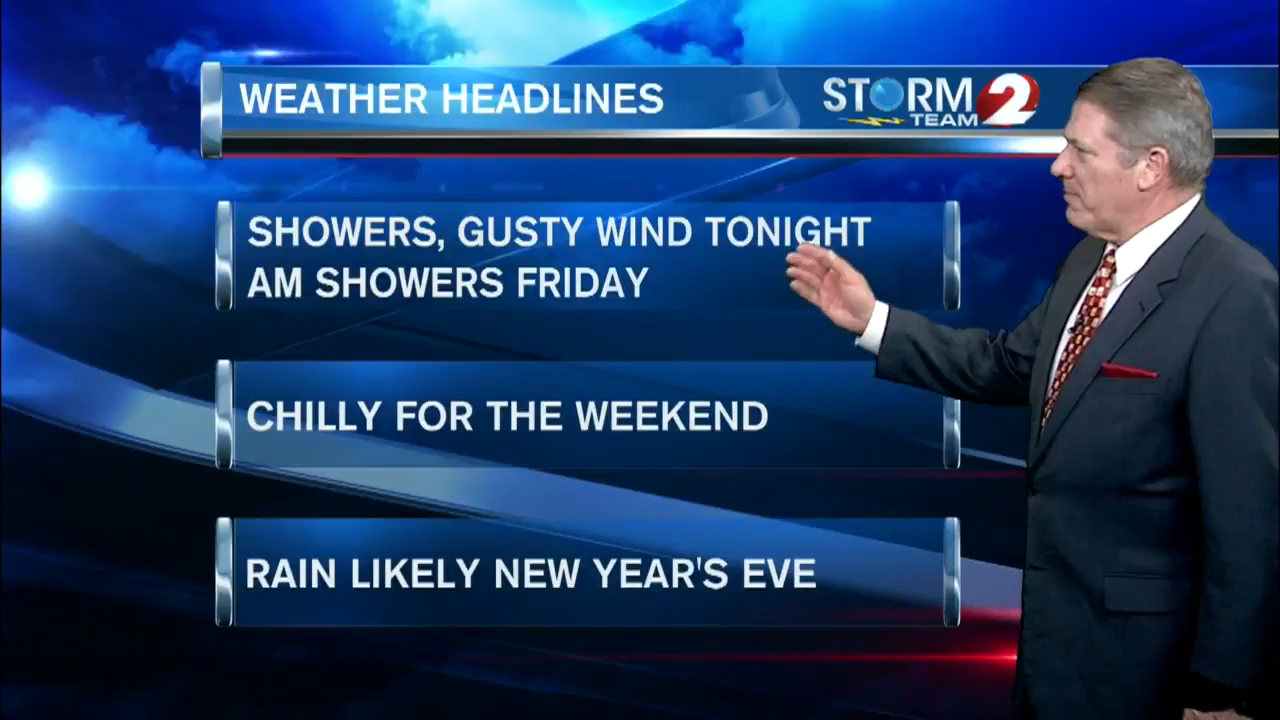 WEATHER HEADLINES
STORM TEAM 2
SHOWERS, GUSTY WIND TONIGHT
AM SHOWERS FRIDAY
CHILLY FOR THE WEEKEND
RAIN LIKELY NEW YEAR'S EVE